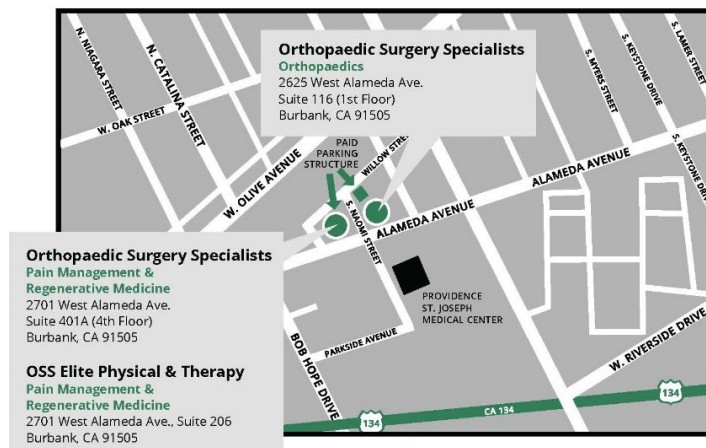 N. NIAGARA STREET
N. CATALINA STREET
W. OAK STREET
W. OLIVE AVENUE
Orthopaedic Surgery Specialists
Orthopaedics
2625 West Alameda Ave.
Suite 116 (1st Floor)
Burbank, CA 91505
S. MYERS STREET
S. KEYSTONE DRIVE
S. LAMER STREET
S. KEYSTONE DRIVE
PAID
PARKING
STRUCTURE
WILLOW STRE
ALAMEDA AVENUE
ALAMEDA AVENUE
S. NAOMI STREET
Orthopaedic Surgery Specialists
Pain Management &
Regenerative Medicine
2701 West Alameda Ave.
Suite 401A (4th Floor)
Burbank, CA 91505
OSS Elite Physical & Therapy
Pain Management &
Regenerative Medicine
2701 West Alameda Ave., Suite 206
Burbank, CA 91505
PROVIDENCE
ST. JOSEPH
MEDICAL CENTER
PARKSIDE AVENUE
BOB HOPE DRIVE
W. RIVERSIDE DRIVE
134
CA 134
134